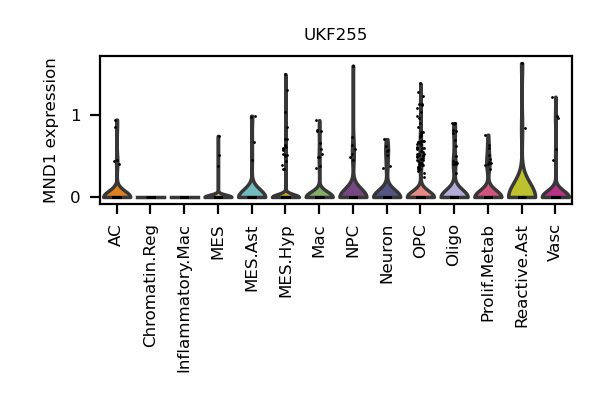 UKF255
MND1 expression
1
0
AC
Chromatin.Reg
Inflammatory.Mac
MES
MES.Ast
MES.Hyp
Mac
NPC
Neuron
OPC
Oligo
Prolif.Metab
Reactive.Ast
Vasc